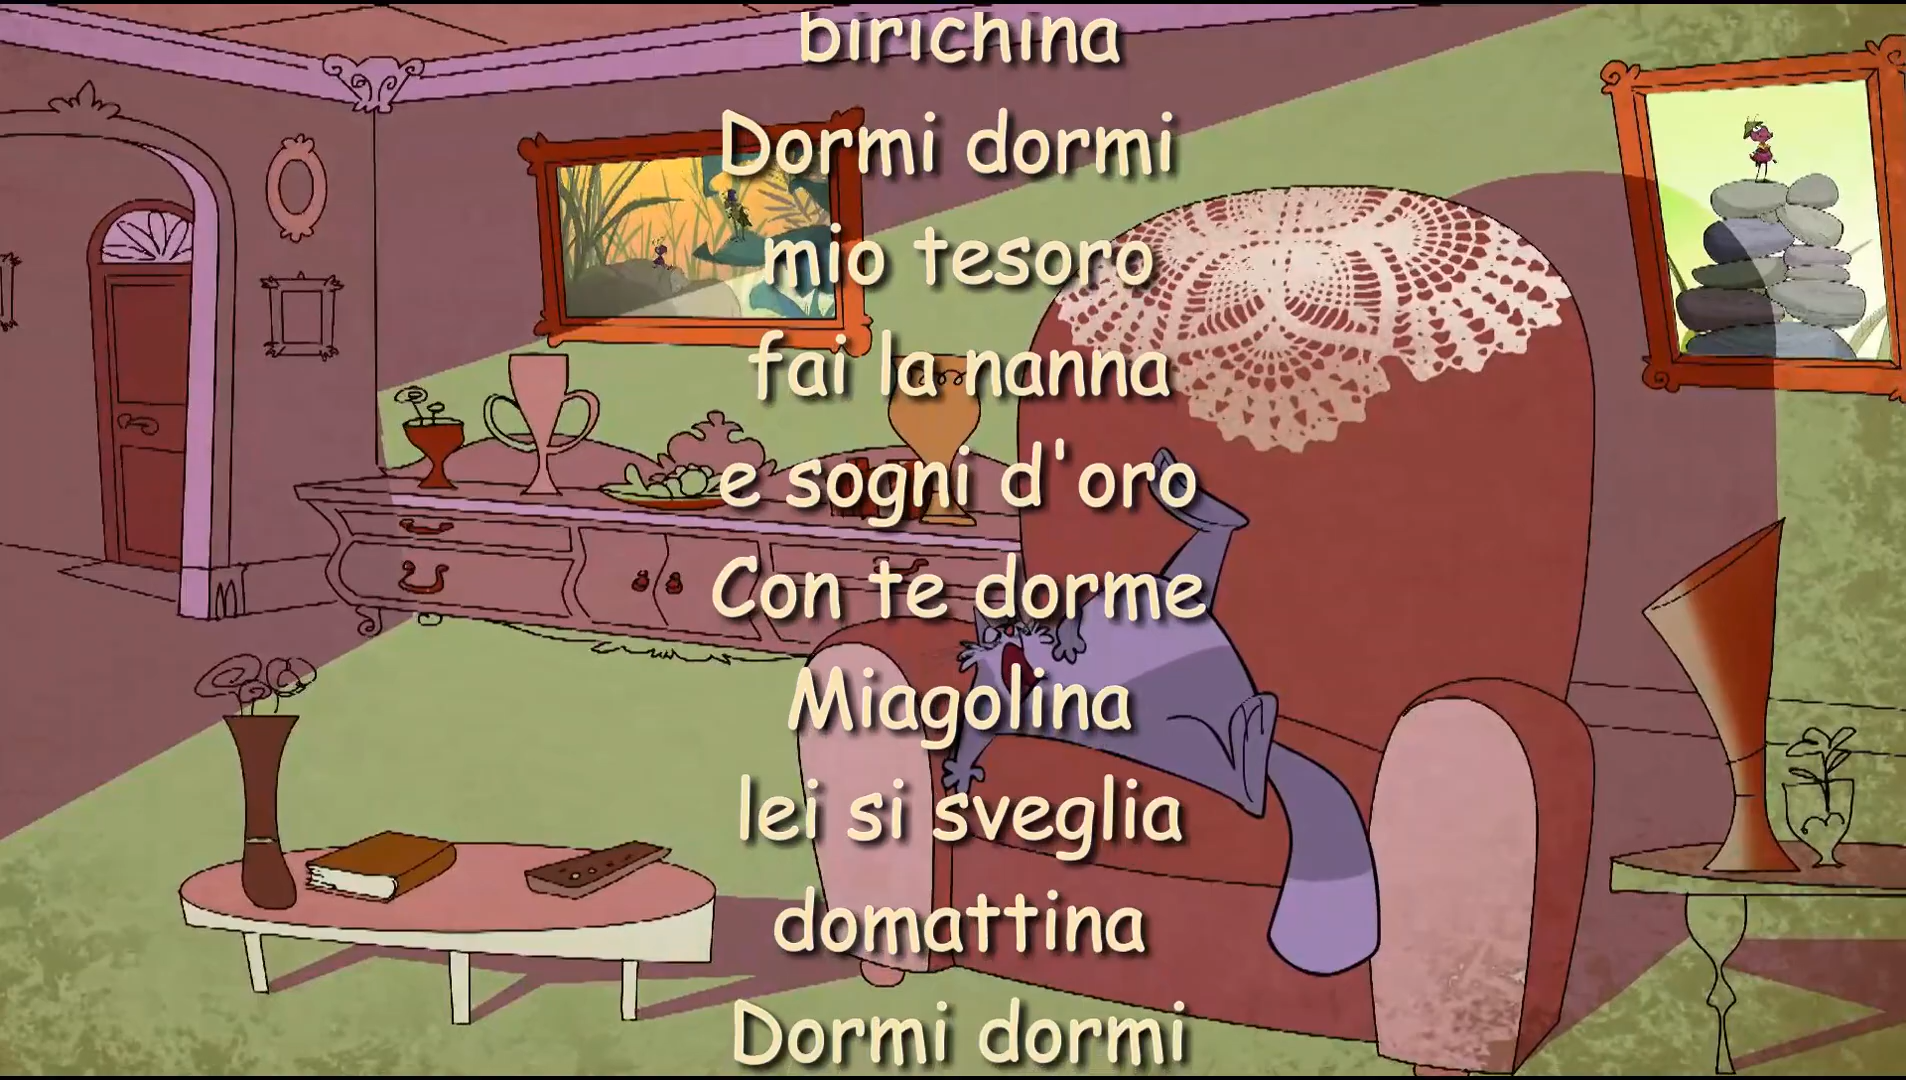 birichina
Dormi dormi
mio tesoro
fai la nanna
e sogni d'oro
Con te dorme
Miagolina
lei si sveglia
domattina
Dormi dormi